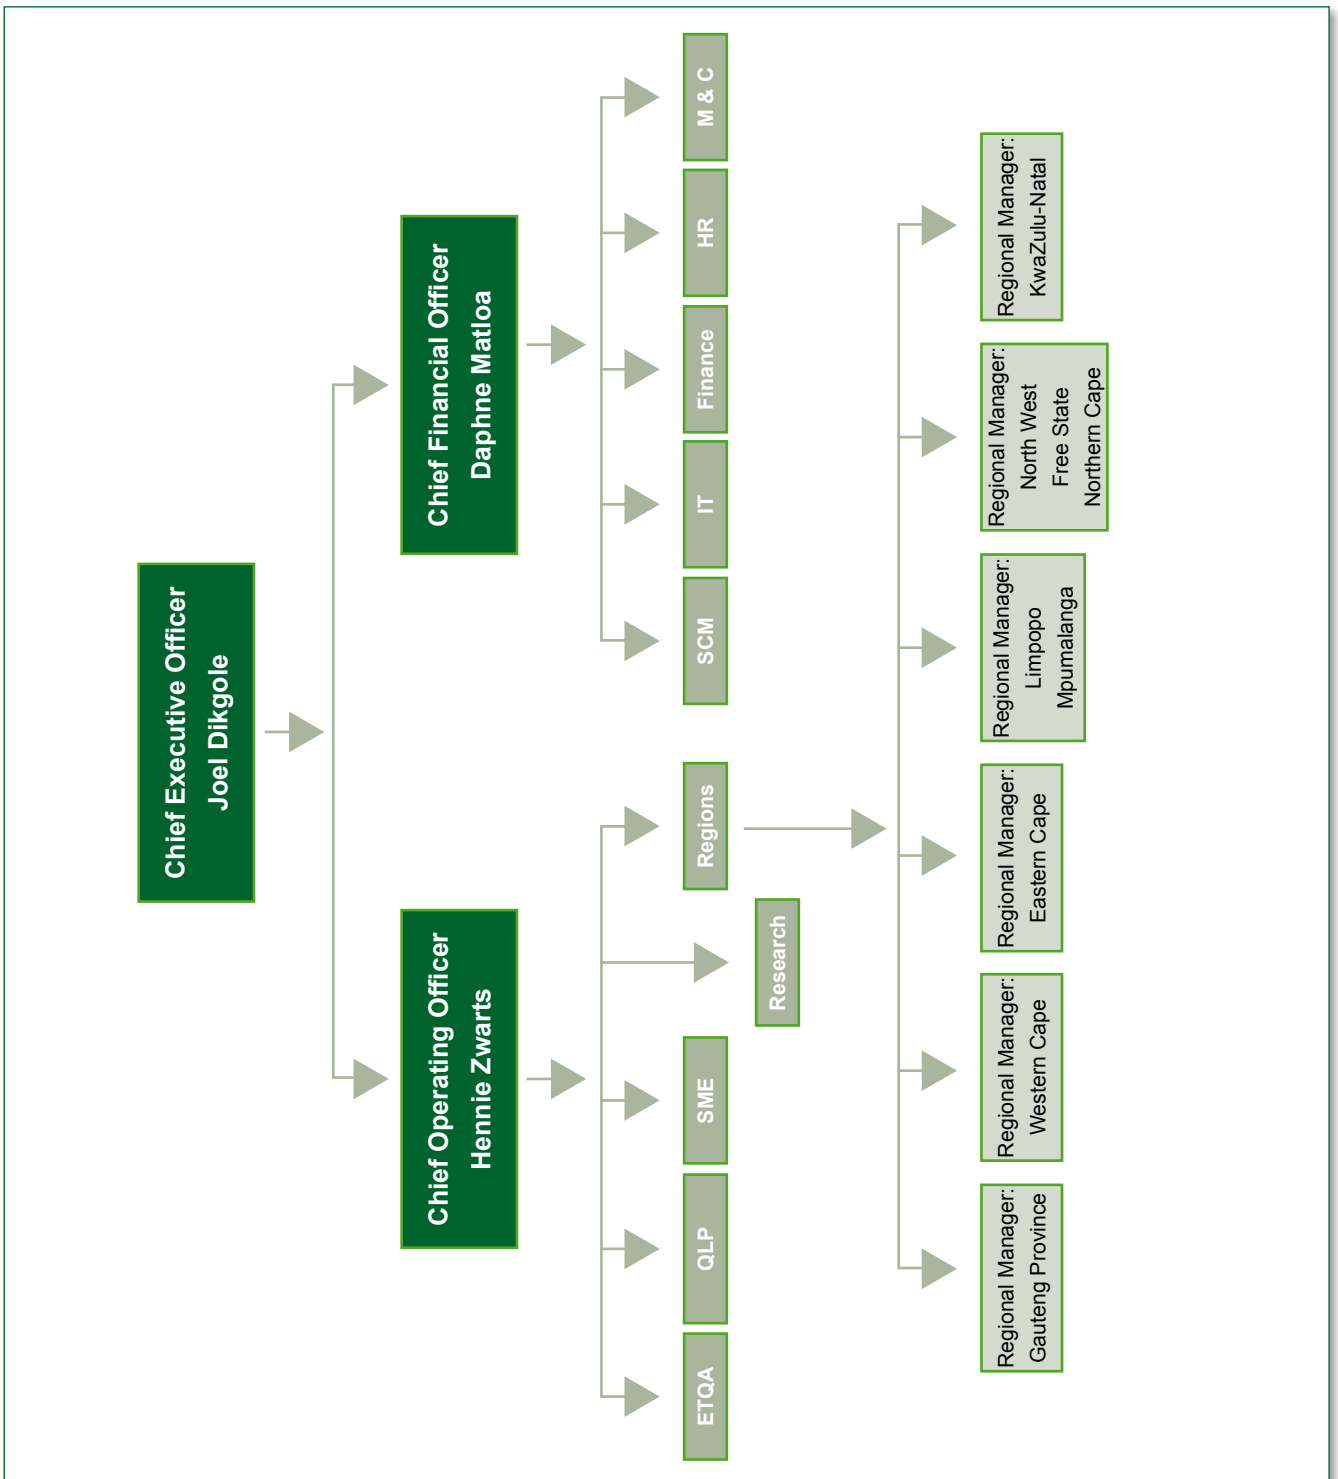 Chief Executive Officer
Joel Dikgole
Chief Operating Officer
Hennie Zwarts
Chief Financial Officer
Daphne Matloa
ETQA
QLP
SME
Research
Regions
SCM
IT
Finance
HR
M & C
Regional Manager:
Gauteng Province
Regional Manager:
Western Cape
Regional Manager:
Eastern Cape
Regional Manager:
Limpopo
Mpumalanga
Regional Manager:
North West
Free State
Northern Cape
Regional Manager:
KwaZulu-Natal